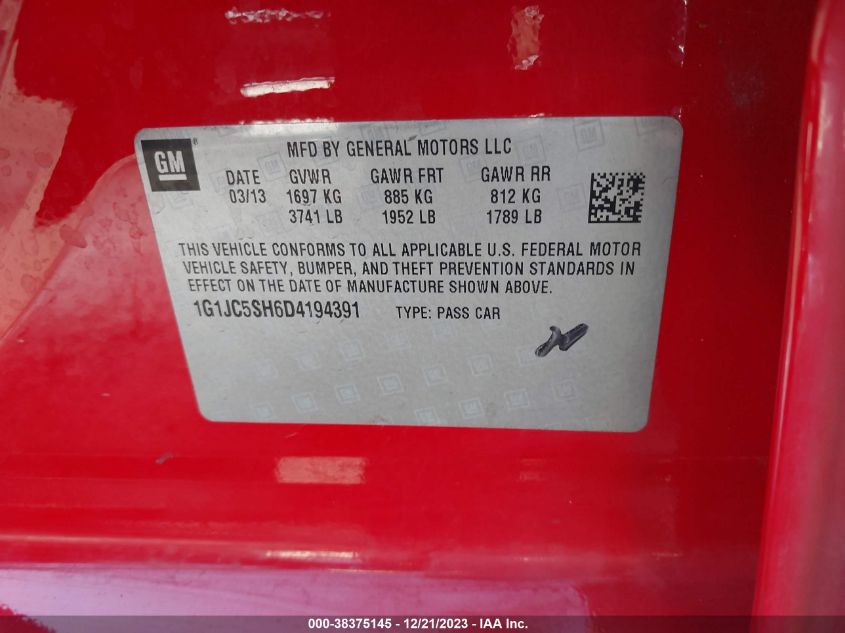 GM ® MFD BY GENERAL MOTORS LLC
DATE GVWR GAWR FRT GAWR RR
03/13 1697 KG 885 KG 812 KG
3741 LB 1952 LB 1789 LB
THIS VEHICLE CONFORMS TO ALL APPLICABLE U.S. FEDERAL MOTOR
VEHICLE SAFETY, BUMPER, AND THEFT PREVENTION STANDARDS IN
EFFECT ON THE DATE OF MANUFACTURE SHOWN ABOVE.
1G1JC5SH6D4194391 TYPE: PASS CAR
000-38375145 - 12/21/2023 - IAA Inc.